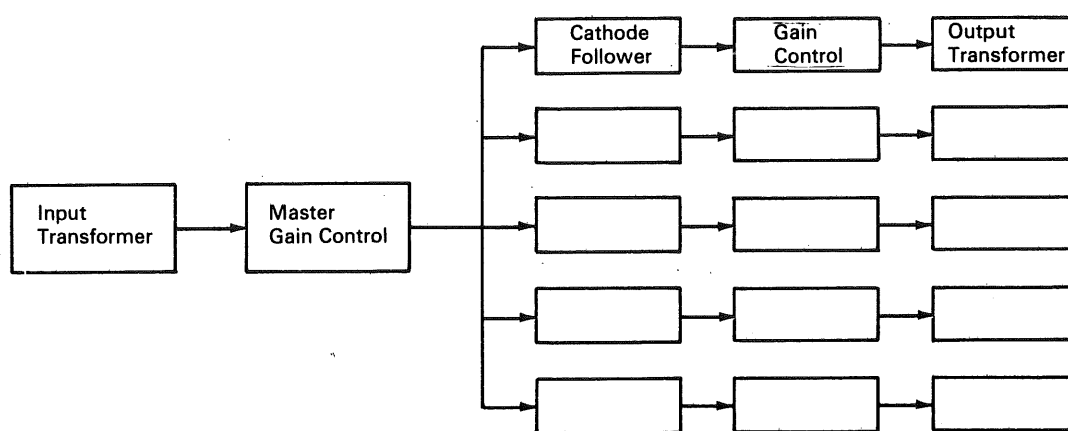 Cathode
Follower
Gain
Control
Output
Transformer
Input
Transformer
Master
Gain Control